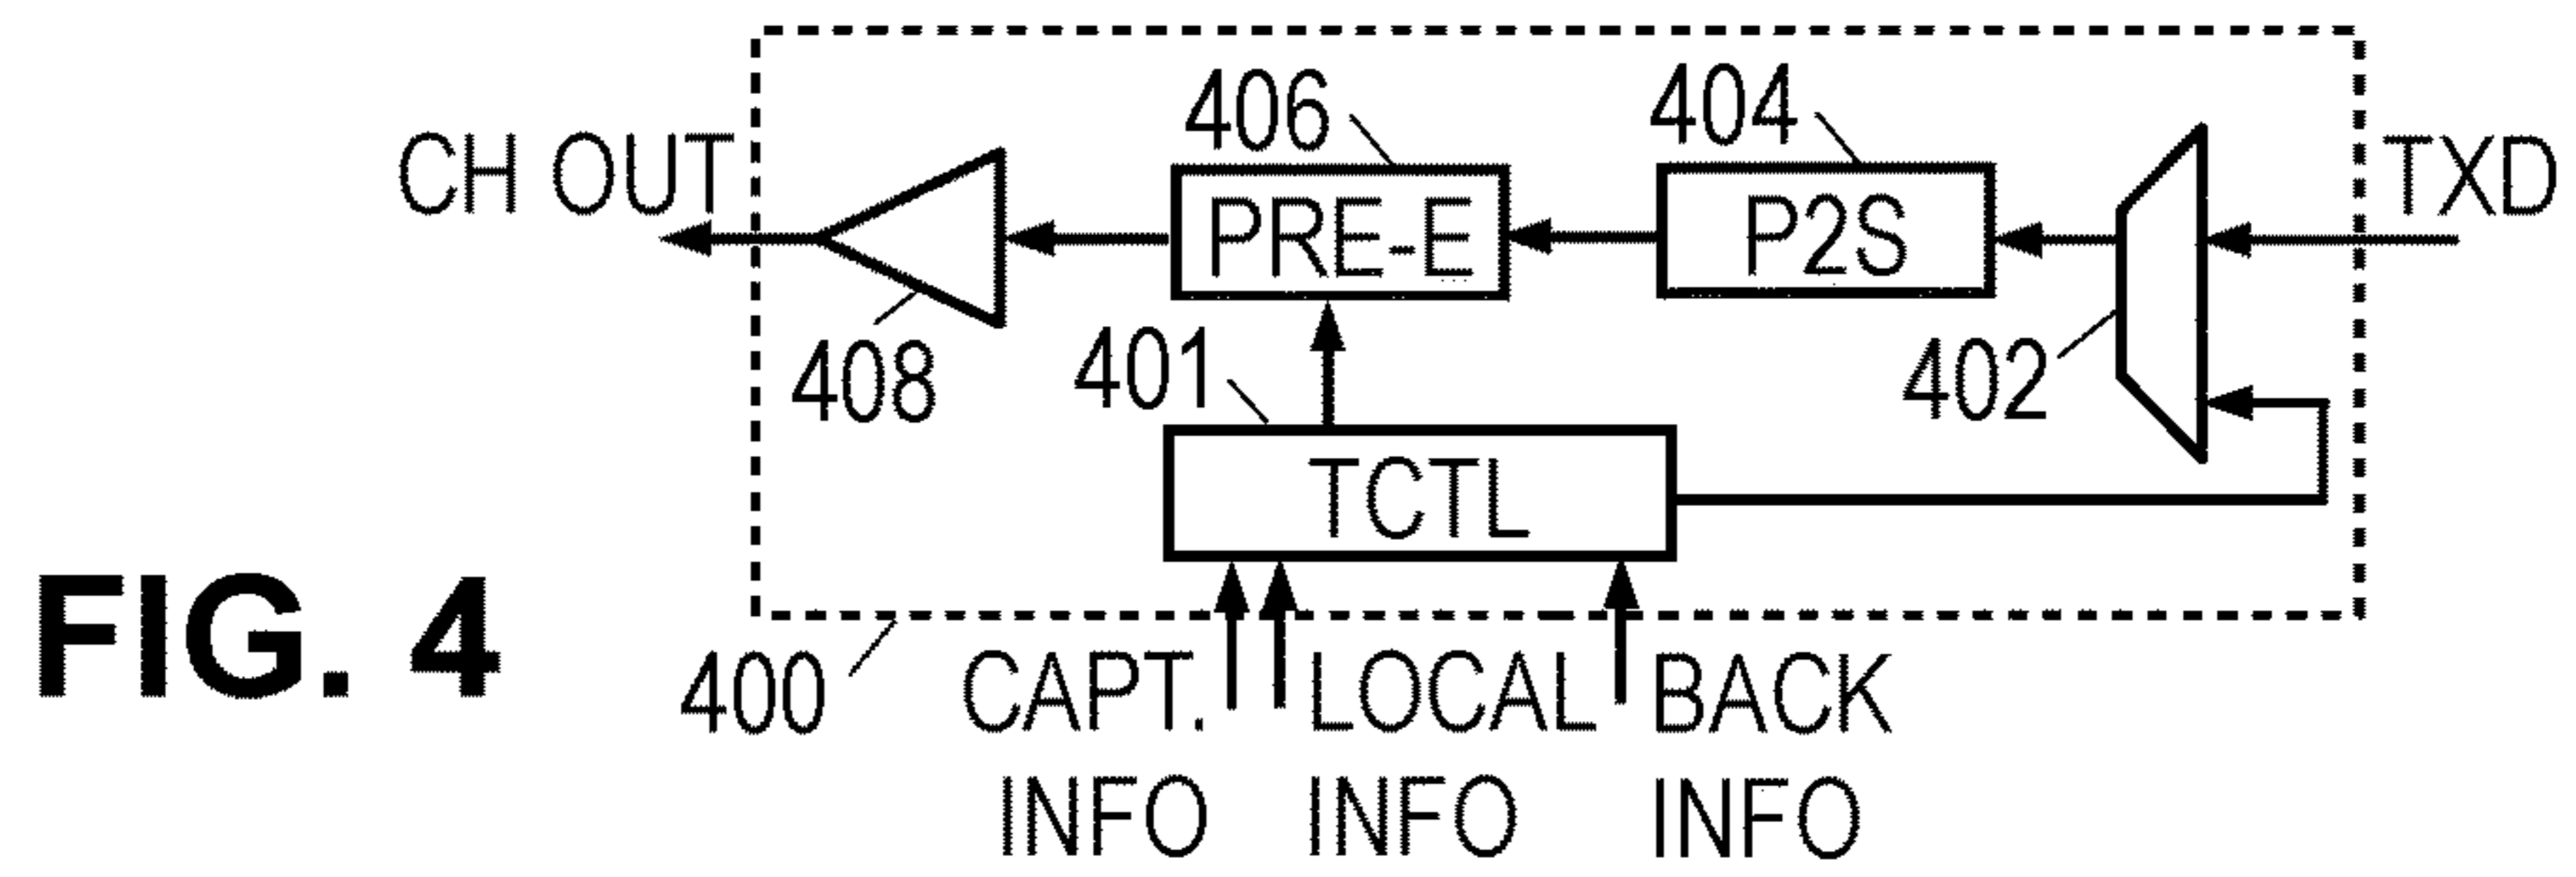 406
404
CH OUT
TXD
PRE-E
P2S
408
401
402
TCTL
FIG. 4
400
CAPT.
INFO
LOCAL
INFO
BACK
INFO